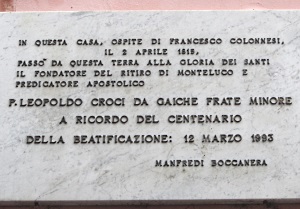 IN QUESTA CASA, OSPITE DI FRANCESCO COLONNESI,
IL 2 APRILE 1815,
PASSÒ DA QUESTA TERRA ALLA GLORIA DEI SANTI
IL FONDATORE DEL RITIRO DI MONTELUCO E
PREDICATORE APOSTOLICO
P. LEOPOLDO CROCI DA GAICHE FRATE MINORE
A RICORDO DEL CENTENARIO
DELLA BEATIFICAZIONE: 12 MARZO 1993
MANFREDI BOCCANERA